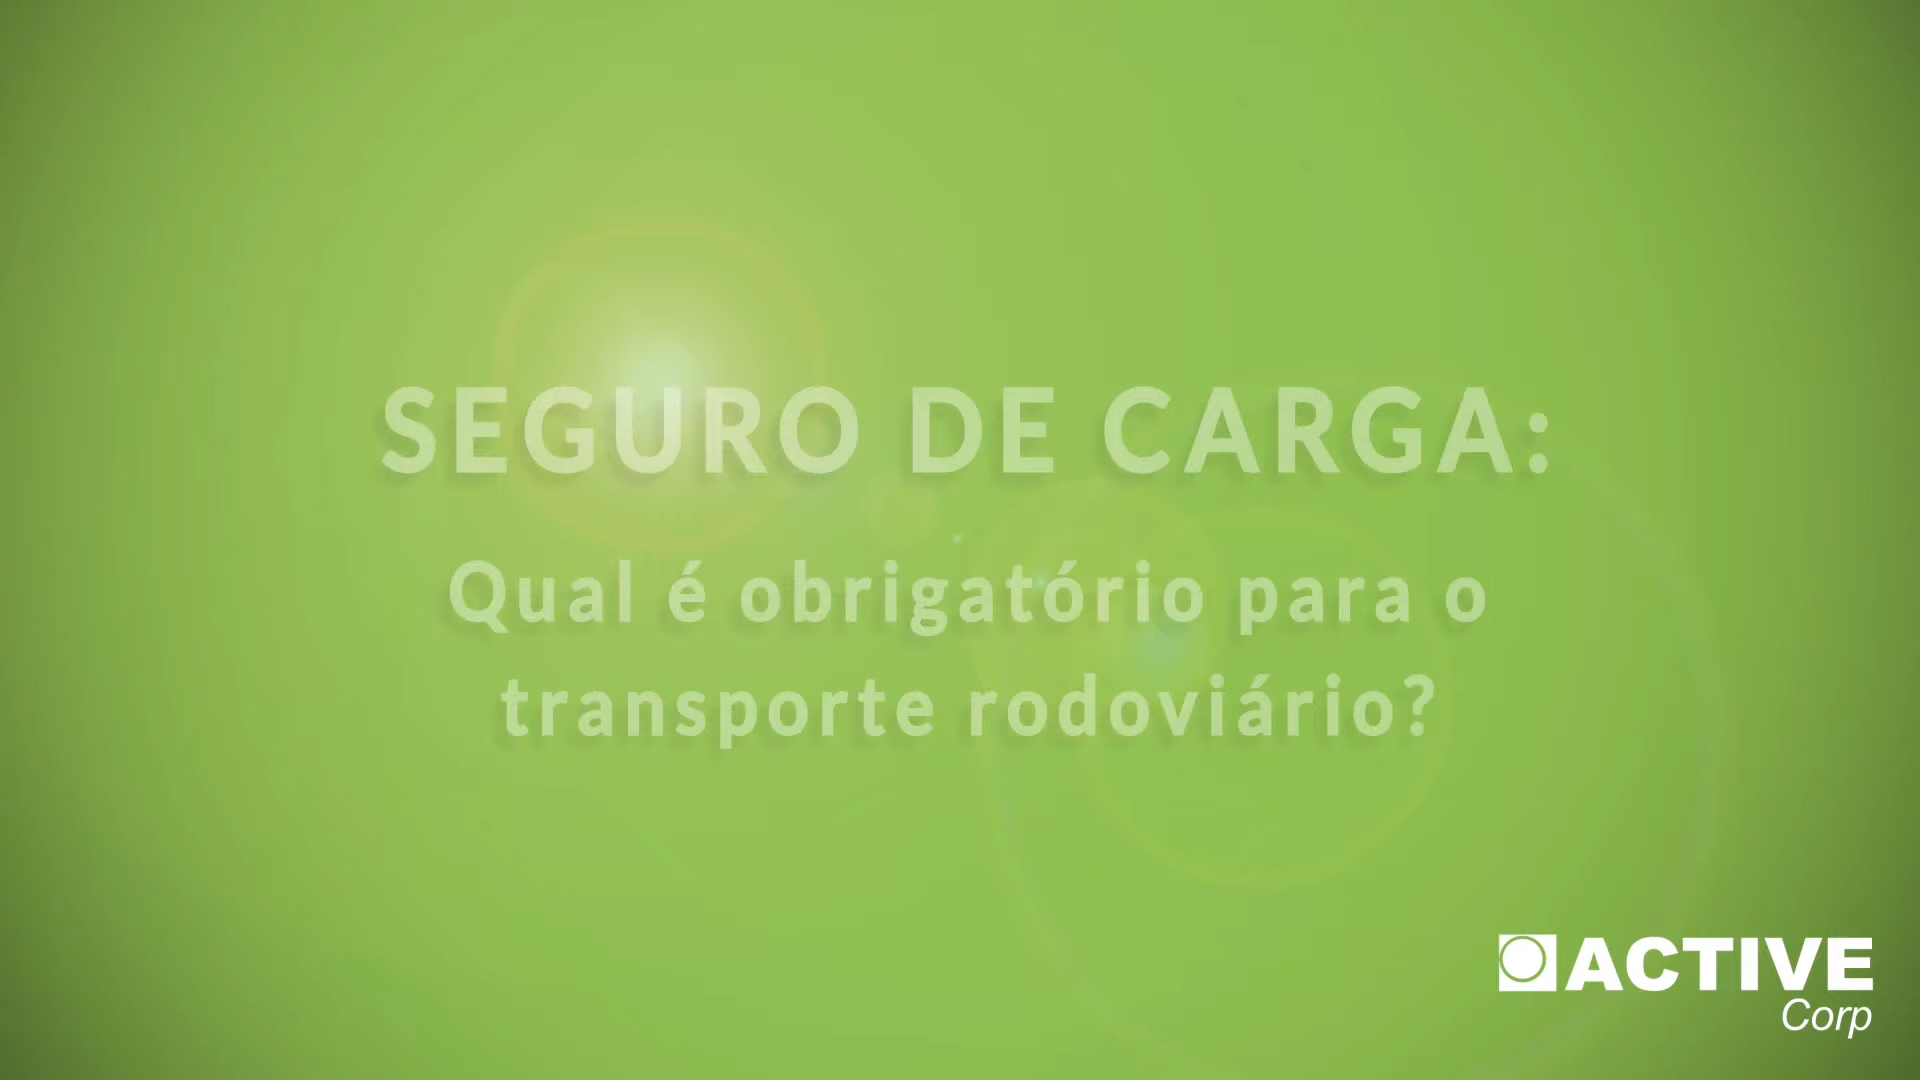 SEGURO DE CARGA:
Qual é obrigatório para o
transporte rodoviário?
ACTIVE
Corp